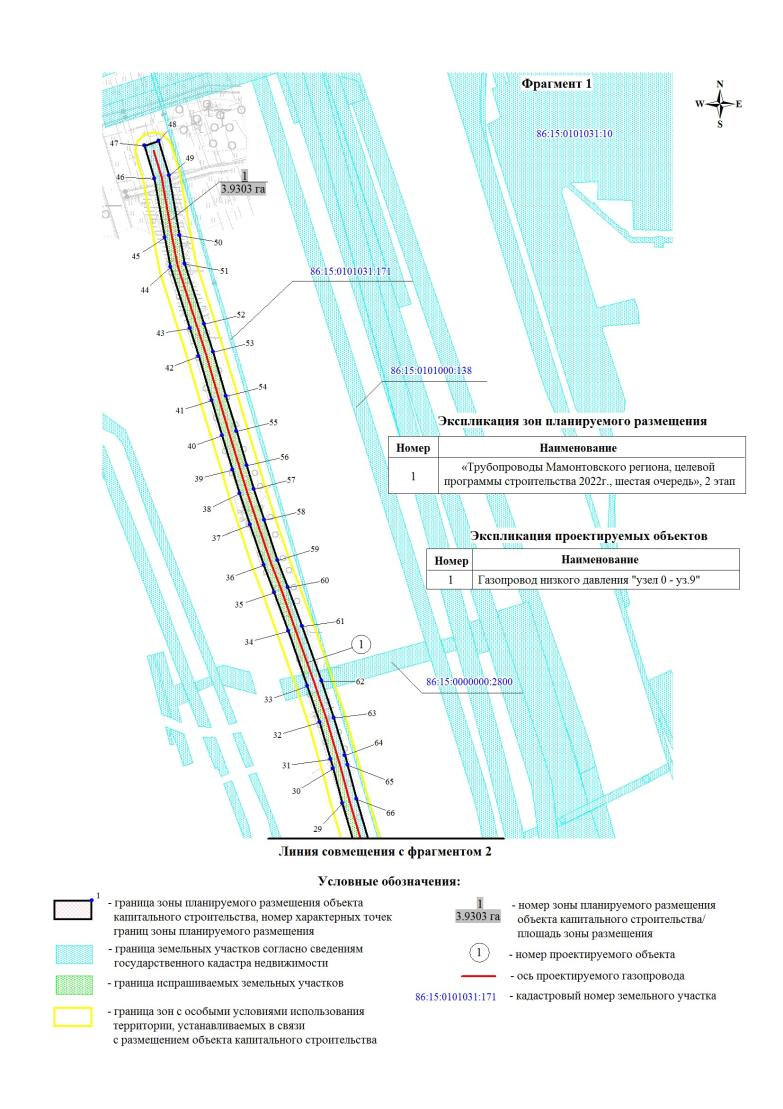 Фрагмент 1
N
W
E
S
86:15:0101031:10
48
47
49
46
1
3.9303 га
50
45
51
44
86:15:0101031:171
52
43
53
42
86:15:0101000:138
54
41
55
40
Экспликация зон планируемого размещения
Номер Наименование
1 «Трубопроводы Мамонтовского региона, целевой
программы строительства 2022г., шестая очередь», 2 этап
56
39
57
38
58
37
Экспликация проектируемых объектов
Номер Наименование
1 Газопровод низкого давления "узел 0 - уз.9"
59
36
60
35
61
34
1
62
33
86:15:0000000:2800
63
32
64
31
65
30
66
29
Линия совмещения с фрагментом 2
Условные обозначения:
1
- граница зоны планируемого размещения объекта
капитального строительства, номер характерных точек
границ зоны планируемого размещения
- граница земельных участков согласно сведениям
государственного кадастра недвижимости
- граница испрашиваемых земельных участков
- граница зон с особыми условиями использования
территории, устанавливаемых в связи
с размещением объекта капитального строительства
1
3.9303 га
- номер зоны планируемого размещения
объекта капитального строительства/
площадь зоны размещения
1
- номер проектируемого объекта
- ось проектируемого газопровода
86:15:0101031:171 - кадастровый номер земельного участка